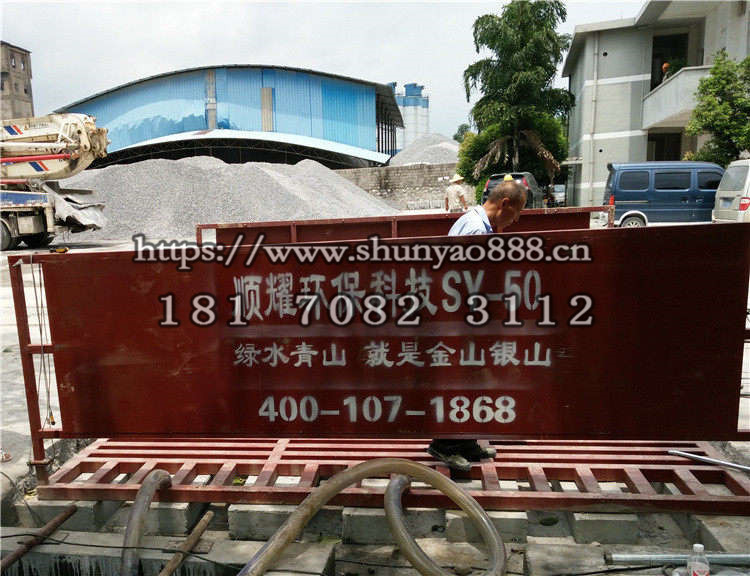 https://www.shunyao888.cn
顺耀环保科技SY-50
181 7082 3112
绿水青山 就是金山银山
400-107-1868